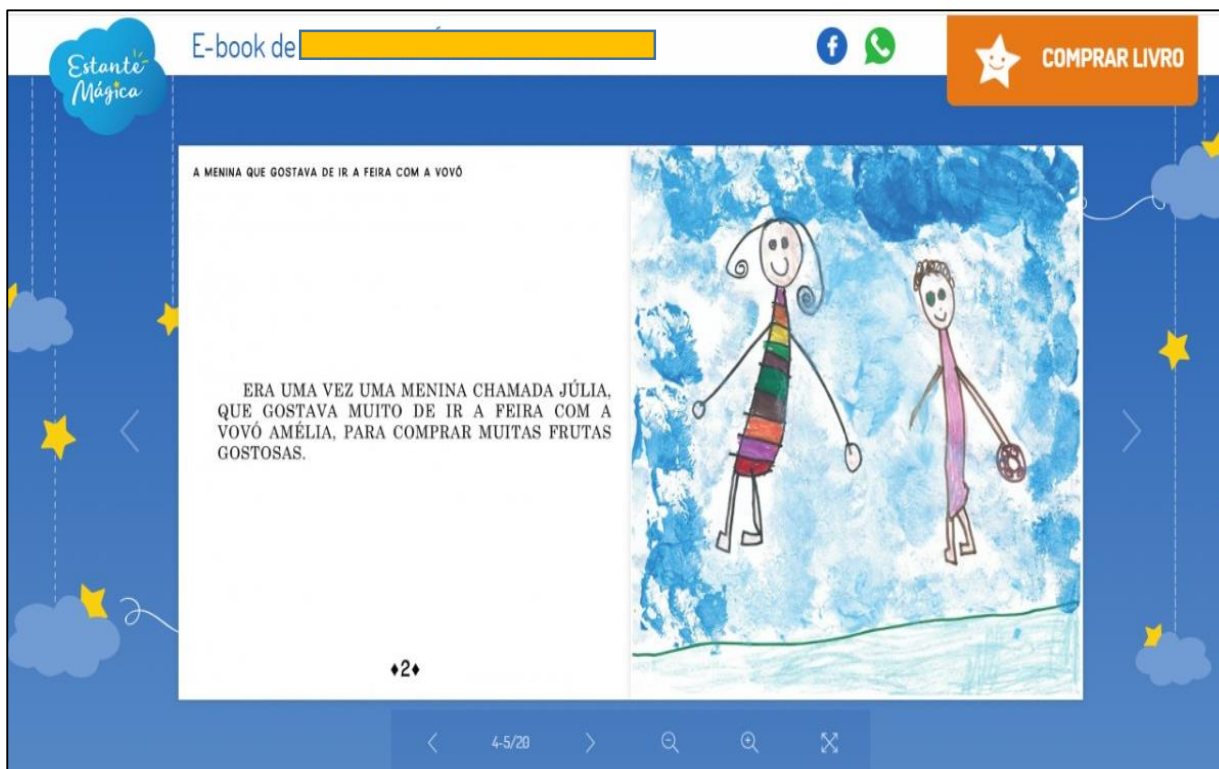 Estante
Mágica
E-book de
COMPRAR LIVRO
A MENINA QUE GOSTAVA DE IR A FEIRA COM A VOVÔ
ERA UMA VEZ UMA MENINA CHAMADA JÚLIA,
QUE GOSTAVA MUITO DE IR A FEIRA COM A
VOVÓ AMÉLIA, PARA COMPRAR MUITAS FRUTAS
GOSTOSAS.
♦2♦
4-5/20